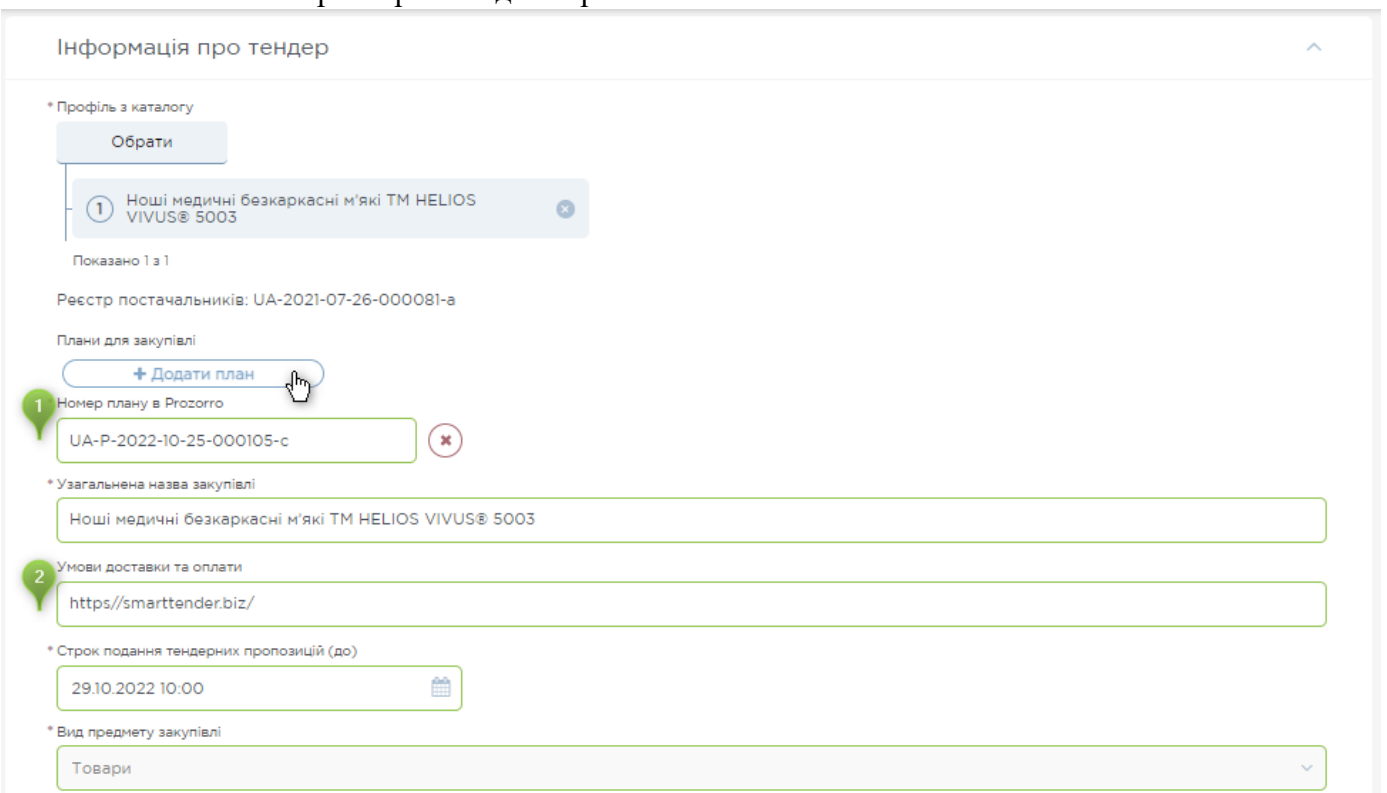 Інформація про тендер
* Профіль з каталогу
Обрати
1 Ноші медичні безкаркасні м'які ТМ HELIOS
VIVUS® 5003
Показано 1 з 1
Реєстр постачальників: UA-2021-07-26-000081-a
Плани для закупівлі
+ Додати план
1 Номер плану в Prozorro
UA-P-2022-10-25-000105-c
* Узагальнена назва закупівлі
Ноші медичні безкаркасні м'які ТМ HELIOS VIVUS® 5003
2 Умови доставки та оплати
https//smarttender.biz/
* Строк подання тендерних пропозицій (до)
29.10.2022 10:00
* Вид предмету закупівлі
Товари